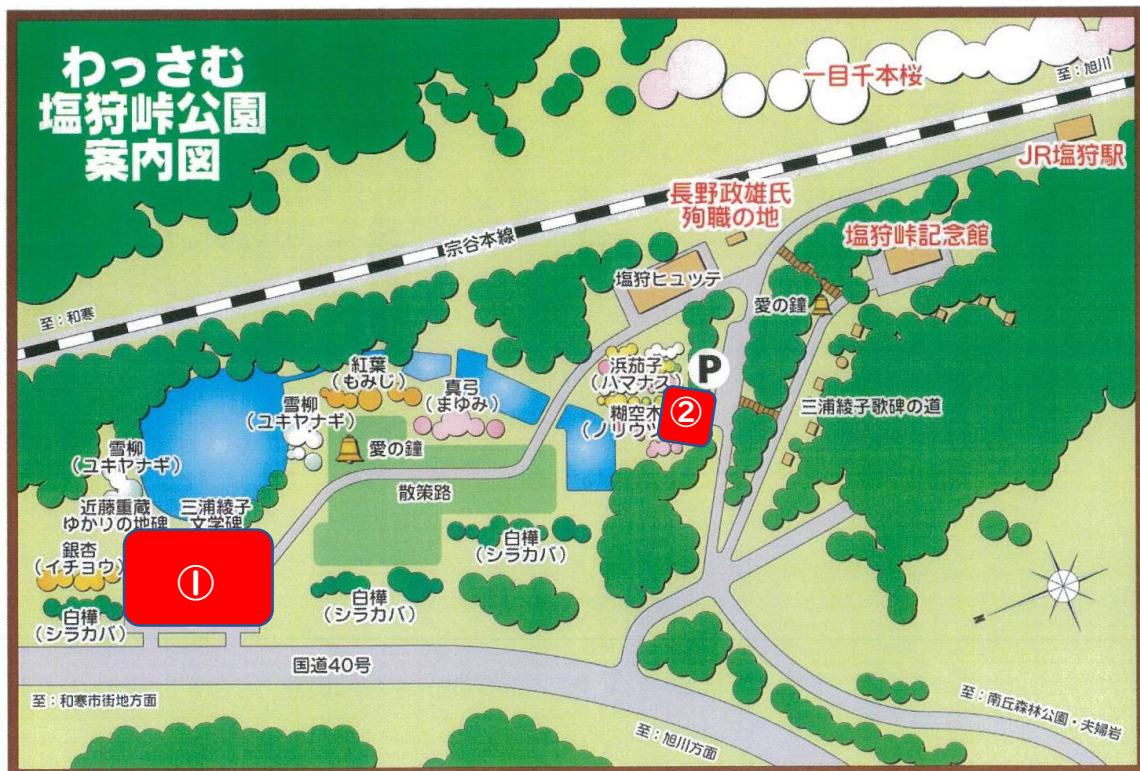 わっさむ
塩狩峠公園
案内図
一目千本桜
至:旭川
JR塩狩駅
長野政雄氏
殉職の地
塩狩峠記念館
宗谷本線
塩狩ヒュッテ
愛の鐘
至:和寒
紅葉
(もみじ)
真弓
(まゆみ)
浜茄子
(ハマナス)
P
糊空木
(ノリウツ
②
三浦綾子歌碑の道
雪柳
(ユキヤナギ)
愛の鐘
雪柳
(ユキヤナギ)
散策路
近藤重蔵
ゆかりの地碑
三浦綾子
文学碑
銀杏
(イチョウ)
①
白樺
(シラカバ)
白樺
(シラカバ)
白樺
(シラカバ)
N
国道40号
至:和寒市街地方面
至:旭川方面
至:南丘森林公園・夫婦岩